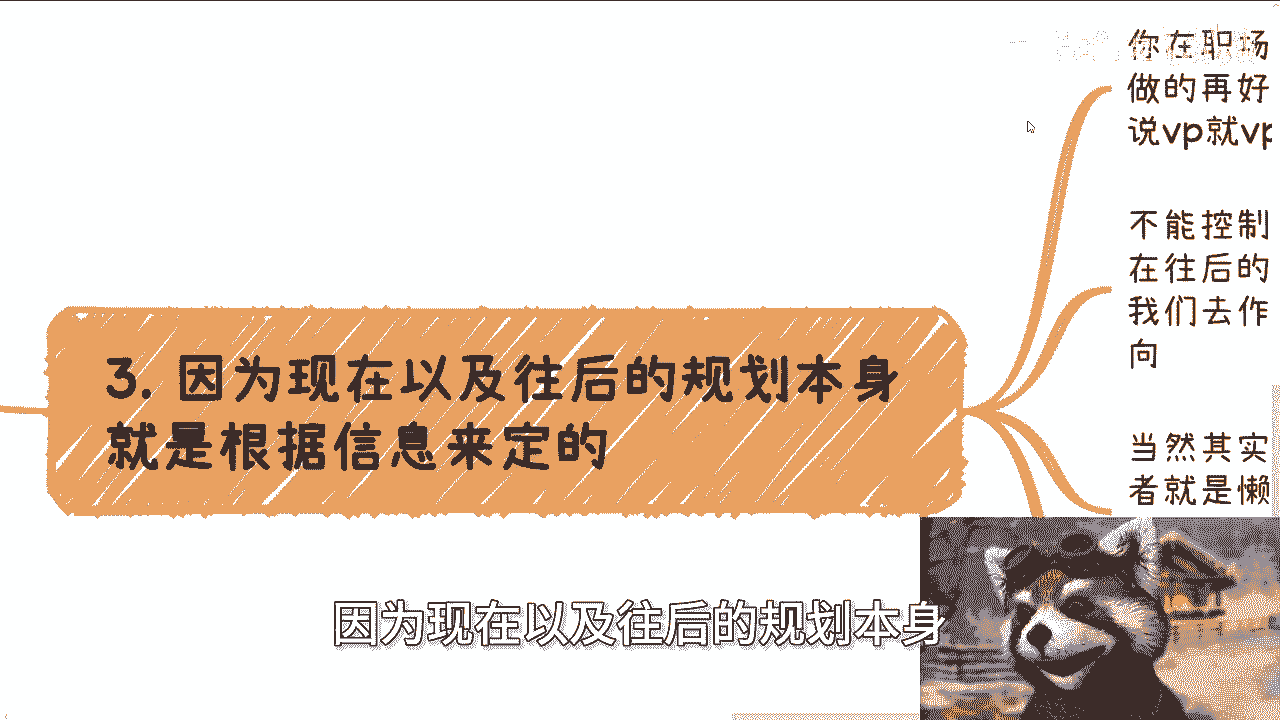 你在职场
做的再好
说vp就vp
不能控制
在往后的
我们去作
向
3. 因为现在以及往后的规划本身
就是根据信息来定的
当然其实
者就是懒
因为现在以及往后的规划本身